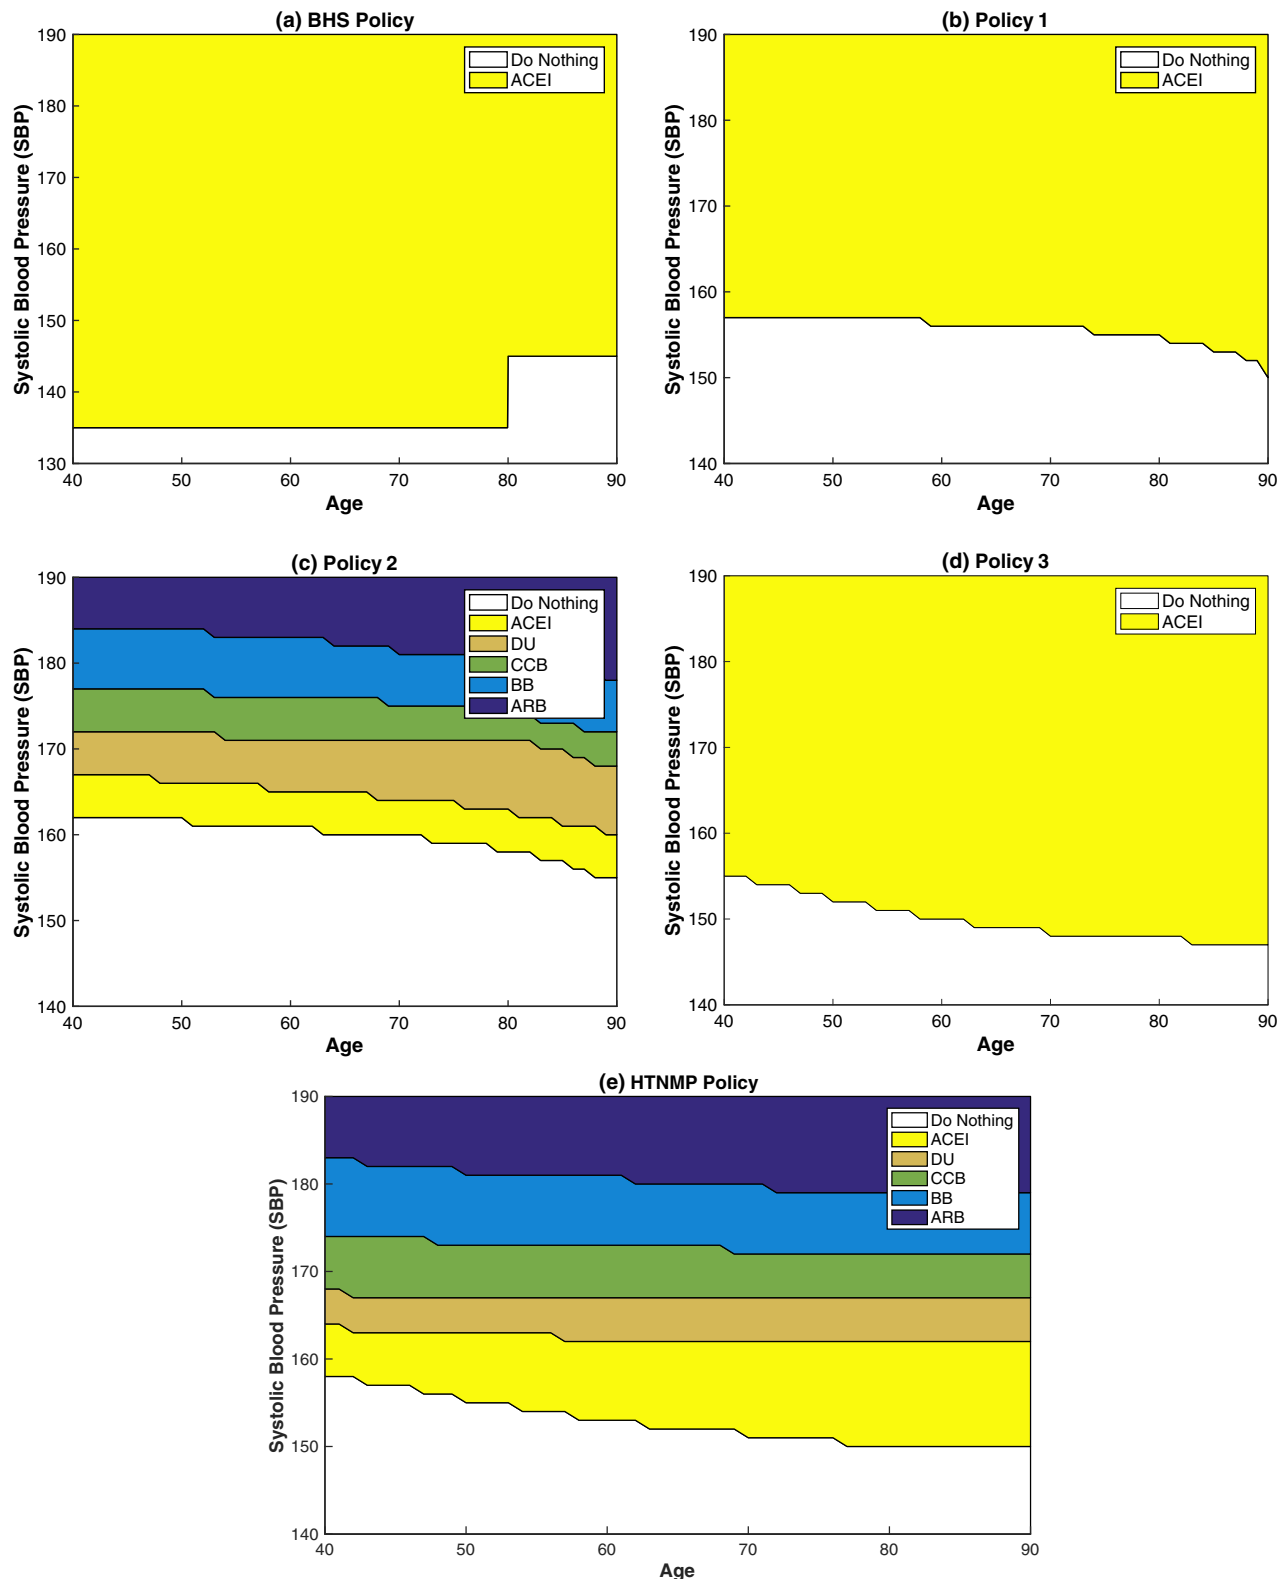 (a) BHS Policy
190
180
170
160
150
140
130
40 50 60 70 80 90
Systolic Blood Pressure (SBP)
Age
Do Nothing
ACEI
(b) Policy 1
190
180
170
160
150
140
40 50 60 70 80 90
Systolic Blood Pressure (SBP)
Age
Do Nothing
ACEI
(c) Policy 2
190
180
170
160
150
140
40 50 60 70 80 90
Systolic Blood Pressure (SBP)
Age
Do Nothing
ACEI
DU
CCB
BB
ARB
(d) Policy 3
190
180
170
160
150
140
40 50 60 70 80 90
Systolic Blood Pressure (SBP)
Age
Do Nothing
ACEI
(e) HTNMP Policy
190
180
170
160
150
140
40 50 60 70 80 90
Systolic Blood Pressure (SBP)
Age
Do Nothing
ACEI
DU
CCB
BB
ARB